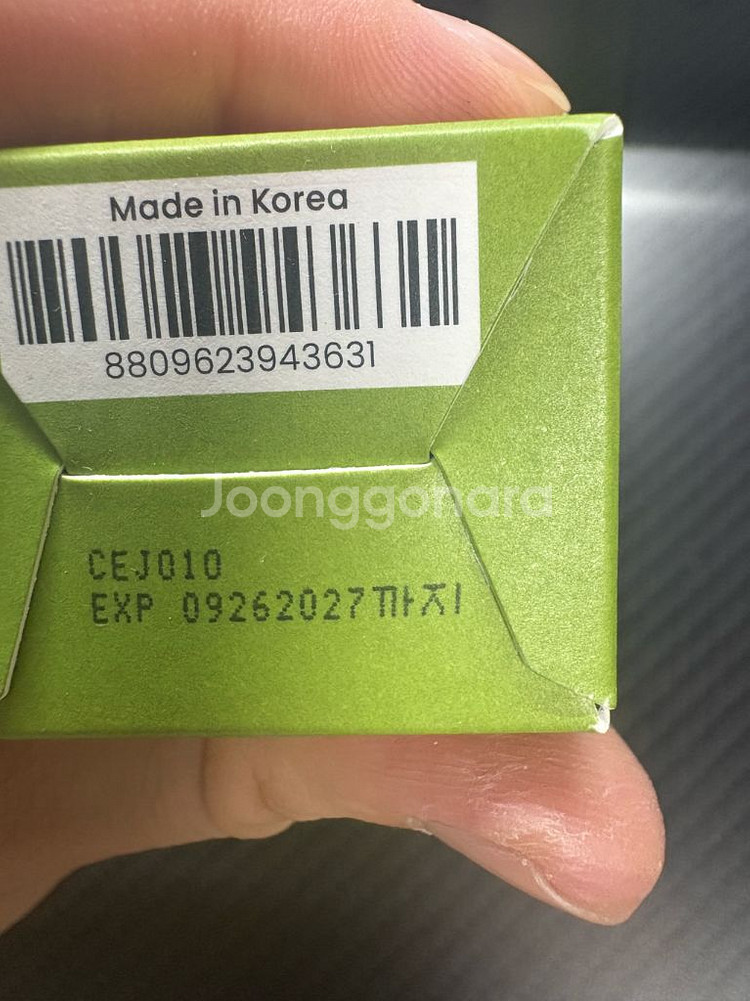 Made in Korea
8809623943631
Joonggonara
CEJ010
EXP 09262027까지